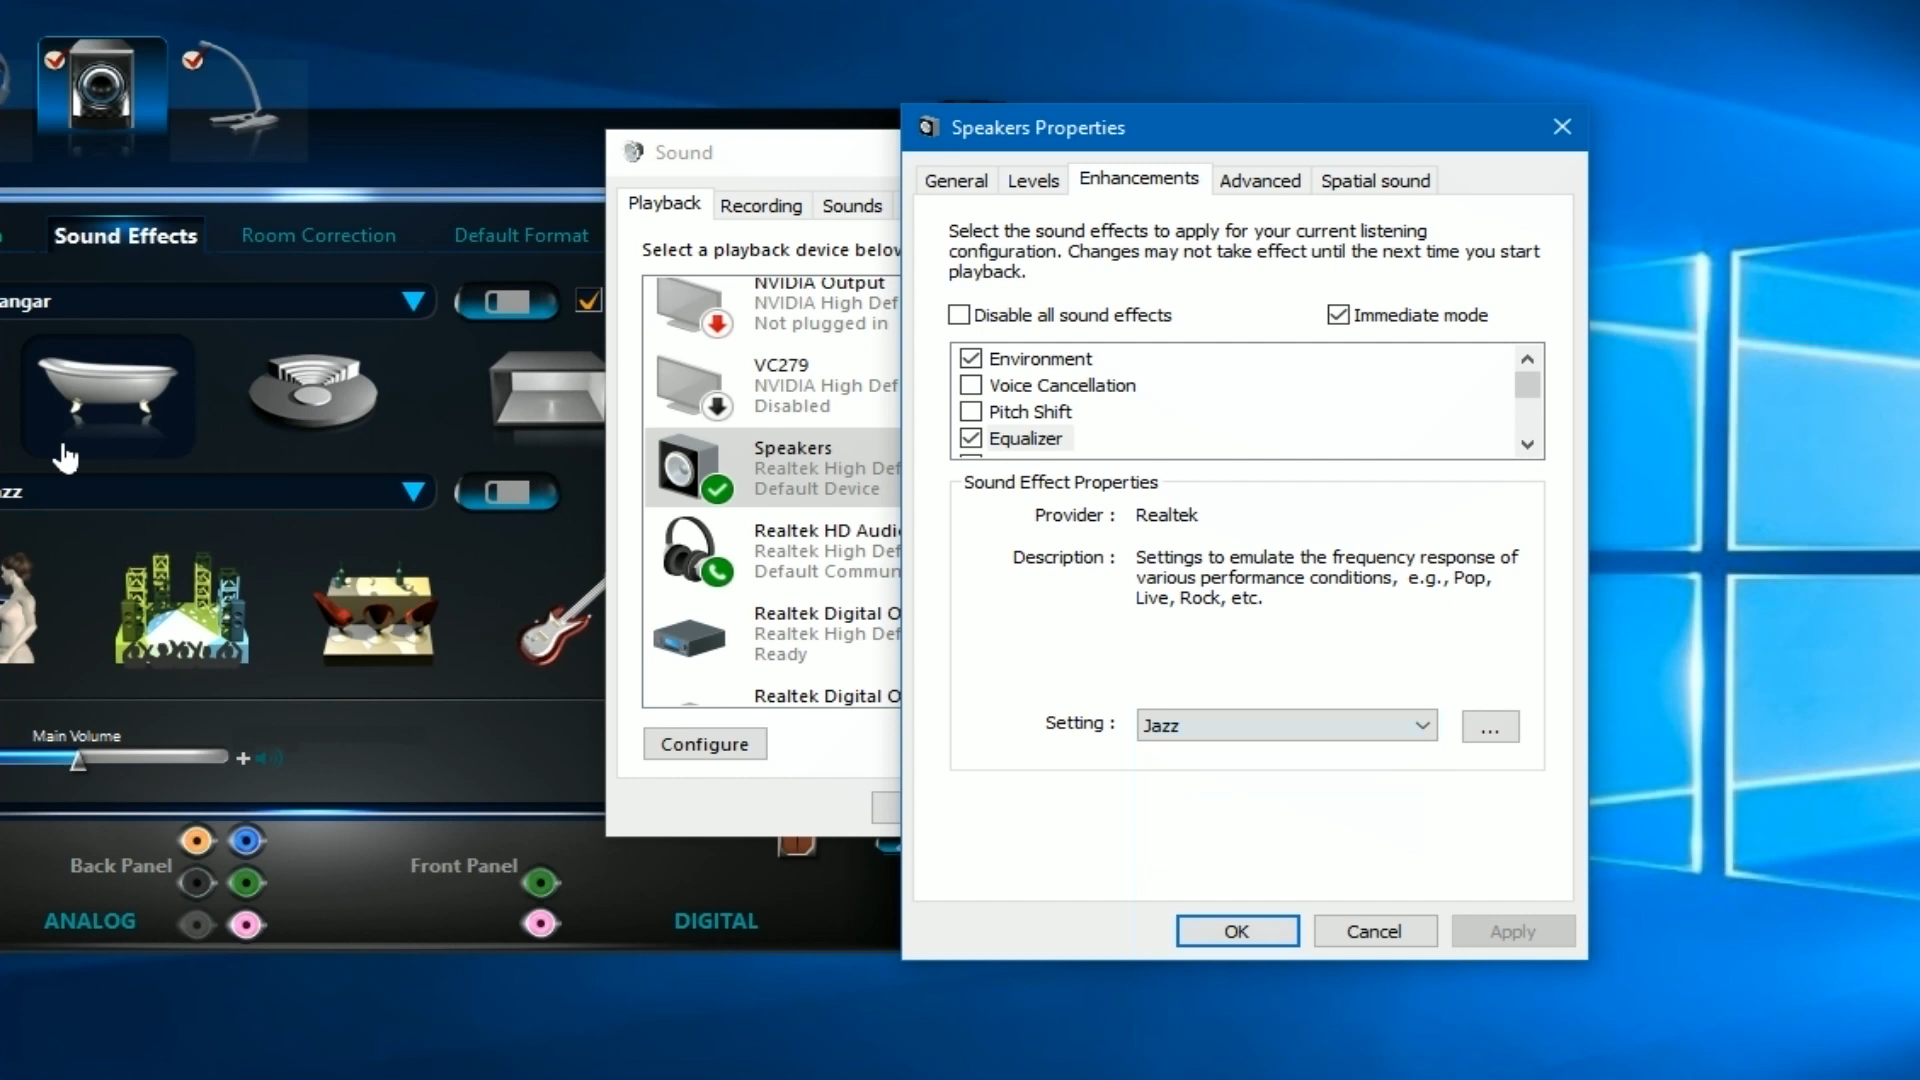 Sound Effects
Room Correction
Default Format
angar
zz
Main Volume
Back Panel
Front Panel
ANALOG
DIGITAL
Sound
Playback
Recording
Sounds
Select a playback device below
NVIDIA Output
NVIDIA High Def
Not plugged in
VC279
NVIDIA High Def
Disabled
Speakers
Realtek High Def
Default Device
Realtek HD Audi
Realtek High Def
Default Commun
Realtek Digital O
Realtek High Def
Ready
Realtek Digital O
Configure
Speakers Properties
General
Levels
Enhancements
Advanced
Spatial sound
Select the sound effects to apply for your current listening
configuration. Changes may not take effect until the next time you start
playback.
Disable all sound effects
Immediate mode
Environment
Voice Cancellation
Pitch Shift
Equalizer
Sound Effect Properties
Provider : Realtek
Description : Settings to emulate the frequency response of
various performance conditions, e.g., Pop,
Live, Rock, etc.
Setting : Jazz
...
OK
Cancel
Apply